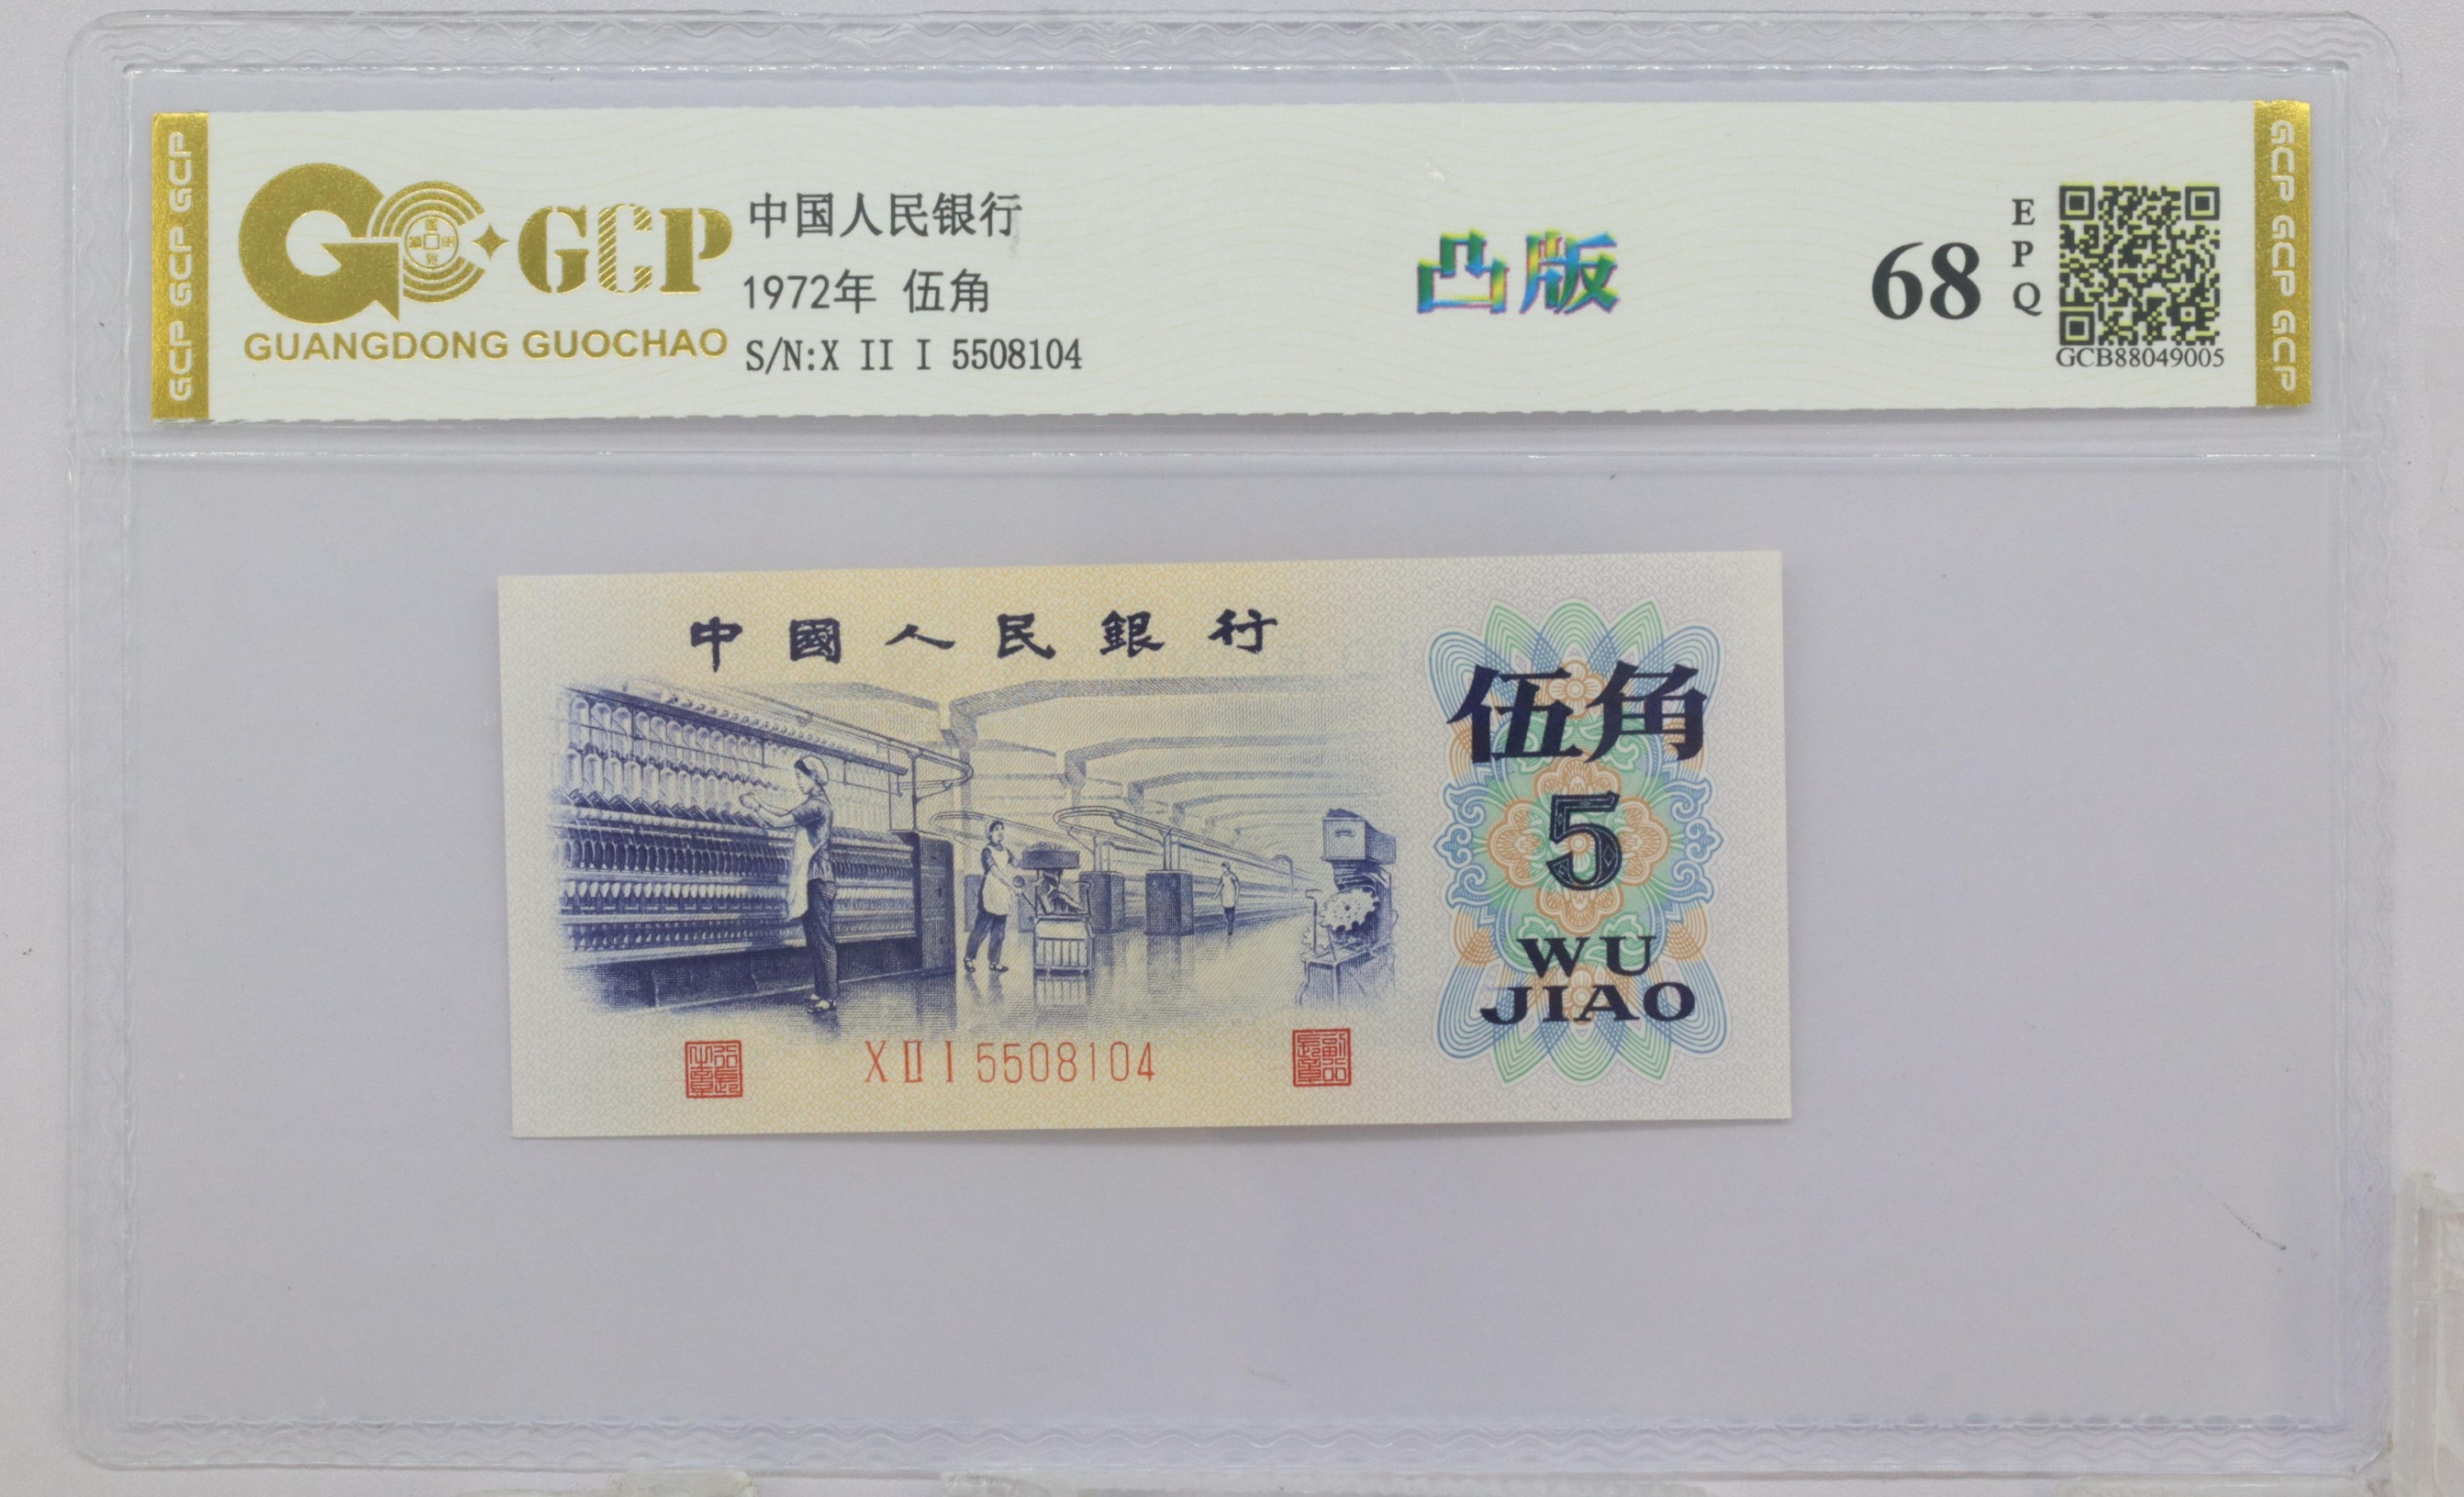 GCP GCP GCP
GCP
GUANGDONG GUOCHAO
中国人民银行
1972年 伍角
S/N:X II I 5508104
凸版
68
EPQ
GCB88049005
GCP GCP GCP
中國人民銀行
伍角
5
WU
JIAO
X II I 5508104